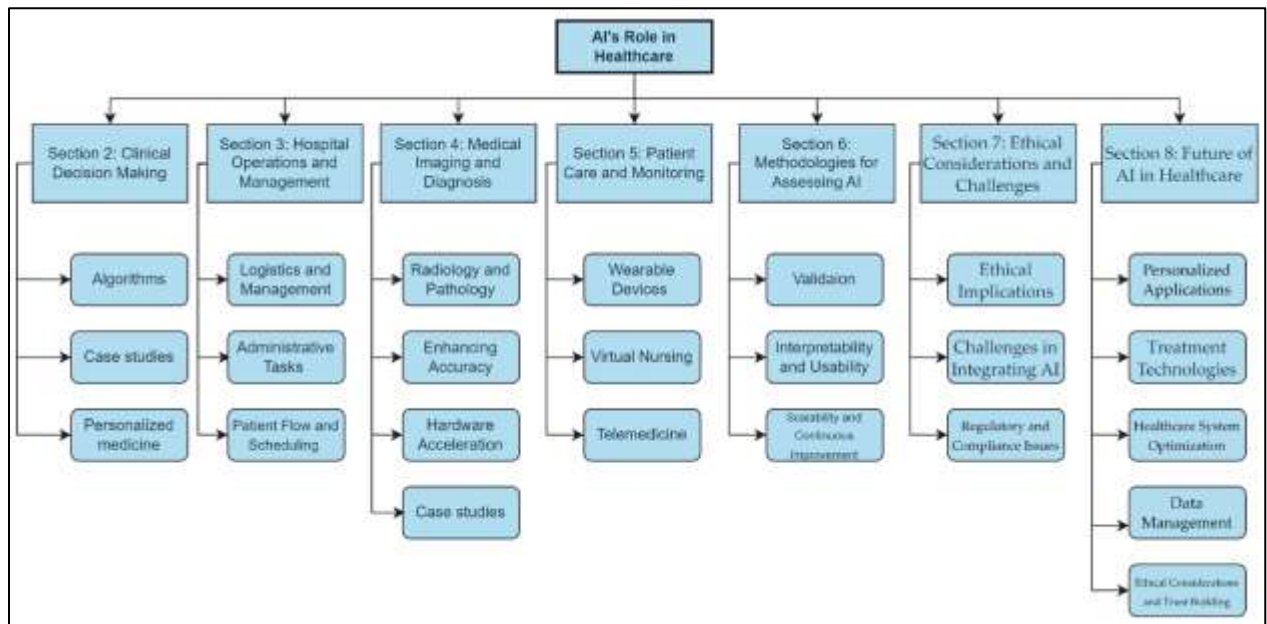 AI's Role in
Healthcare
Section 2: Clinical
Decision Making
Section 3: Hospital
Operations and
Management
Section 4: Medical
Imaging and
Diagnosis
Section 5: Patient
Care and Monitoring
Section 6:
Methodologies for
Assessing AI
Section 7: Ethical
Considerations and
Challenges
Section 8: Future of
AI in Healthcare
Algorithms
Case studies
Personalized
medicine
Logistics and
Management
Administrative
Tasks
Patient Flow and
Scheduling
Radiology and
Pathology
Enhancing
Accuracy
Hardware
Acceleration
Case studies
Wearable
Devices
Virtual Nursing
Telemedicine
Validaion
Interpretability
and Usability
Scalability and
Continuous
Improvement
Ethical
Implications
Challenges in
Integrating AI
Regulatory and
Compliance Issues
Personalized
Applications
Treatment
Technologies
Healthcare System
Optimization
Data
Management
Ethical Considerations
and Trust Building